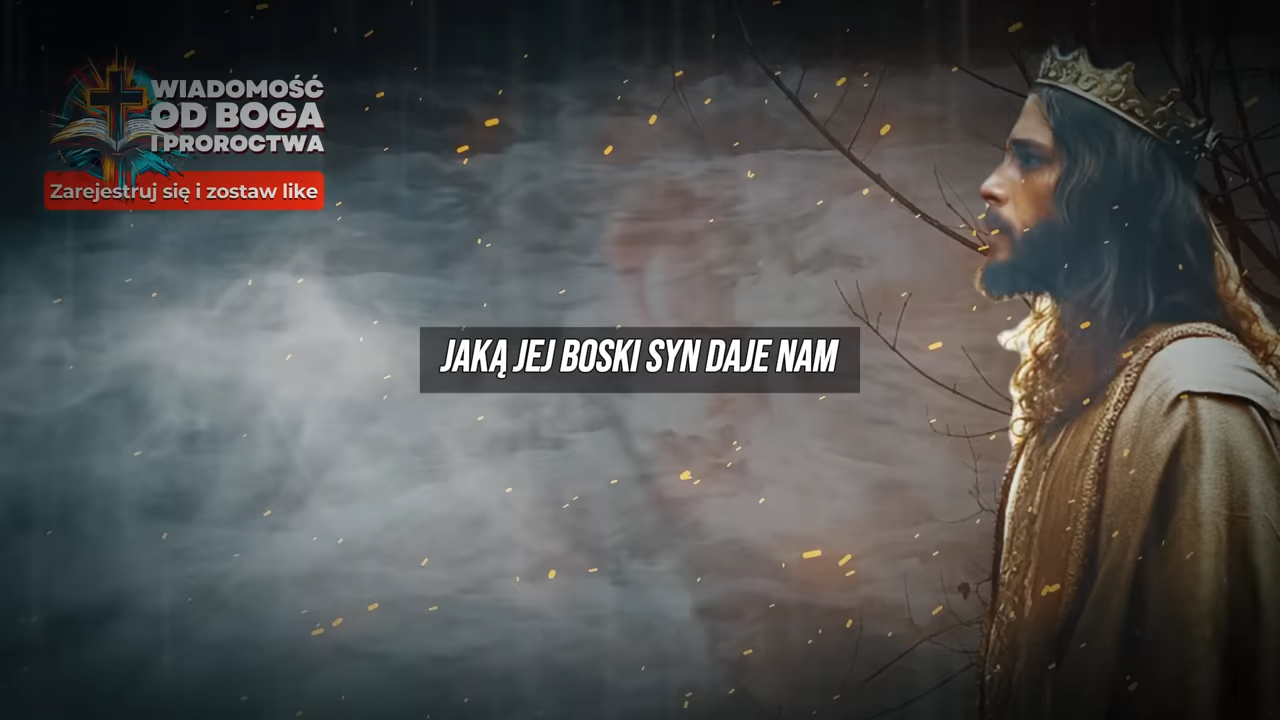 WIADOMOŚĆ
OD BOGA
I PROROCTWA
Zarejestruj się i zostaw like
JAKĄ JEJ BOSKI SYN DAJE NAM